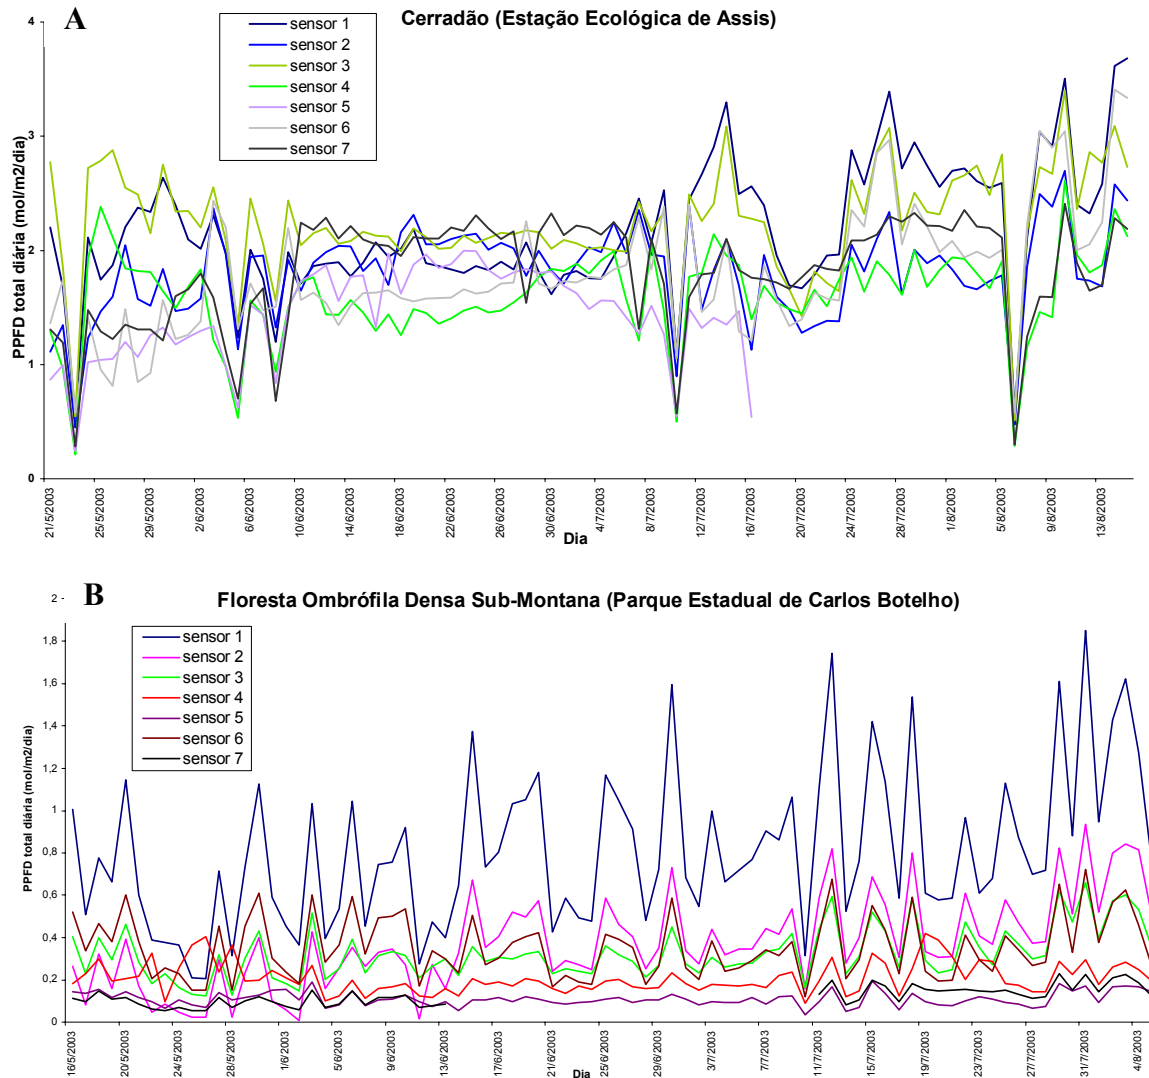 A
Cerradão (Estação Ecológica de Assis)
sensor 1
sensor 2
sensor 3
sensor 4
sensor 5
sensor 6
sensor 7
PPFD total diária (mol/m2/dia)
4
3
2
1
0
21/5/2003
25/5/2003
29/5/2003
2/6/2003
6/6/2003
10/6/2003
14/6/2003
18/6/2003
22/6/2003
26/6/2003
30/6/2003
4/7/2003
8/7/2003
12/7/2003
16/7/2003
20/7/2003
24/7/2003
28/7/2003
1/8/2003
5/8/2003
9/8/2003
13/8/2003
Dia
B
Floresta Ombrófila Densa Sub-Montana (Parque Estadual de Carlos Botelho)
sensor 1
sensor 2
sensor 3
sensor 4
sensor 5
sensor 6
sensor 7
PPFD total diária (mol/m2/dia)
2
1,8
1,6
1,4
1,2
1
0,8
0,6
0,4
0,2
0
16/5/2003
20/5/2003
24/5/2003
28/5/2003
1/6/2003
5/6/2003
9/6/2003
13/6/2003
17/6/2003
21/6/2003
25/6/2003
29/6/2003
3/7/2003
7/7/2003
11/7/2003
15/7/2003
19/7/2003
23/7/2003
27/7/2003
31/7/2003
4/8/2003
Dia